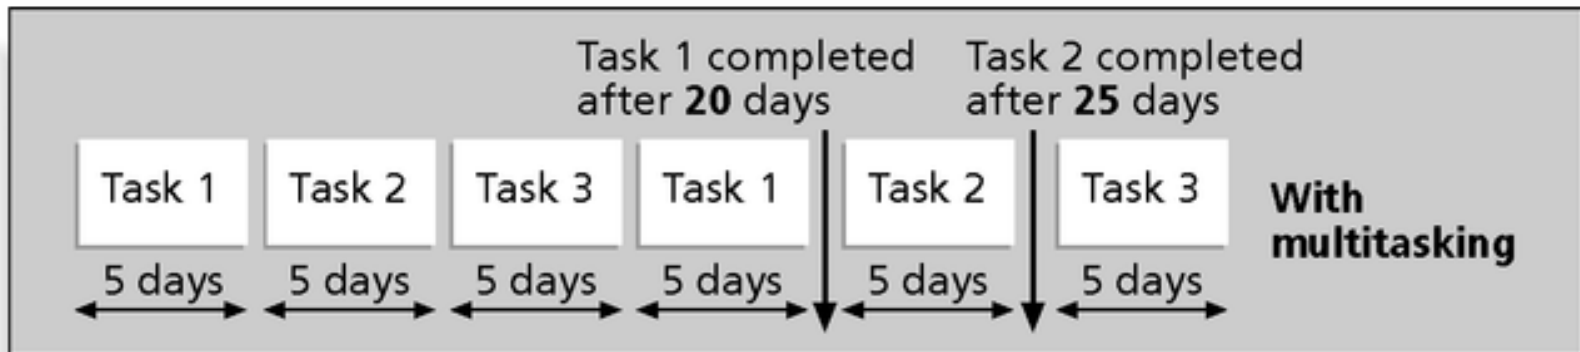 Task 1 completed
after 20 days
Task 2 completed
after 25 days
Task 1
Task 2
Task 3
Task 1
Task 2
Task 3
With
multitasking
5 days
5 days
5 days
5 days
5 days
5 days